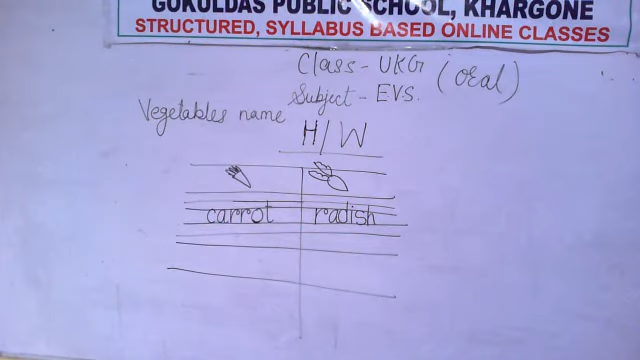 GOKULDAS PUBLIC SCHOOL, KHARGONE
STRUCTURED, SYLLABUS BASED ONLINE CLASSES
Class - UKG (Oral)
Subject - EVS.
Vegetables name
H/W
carrot radish